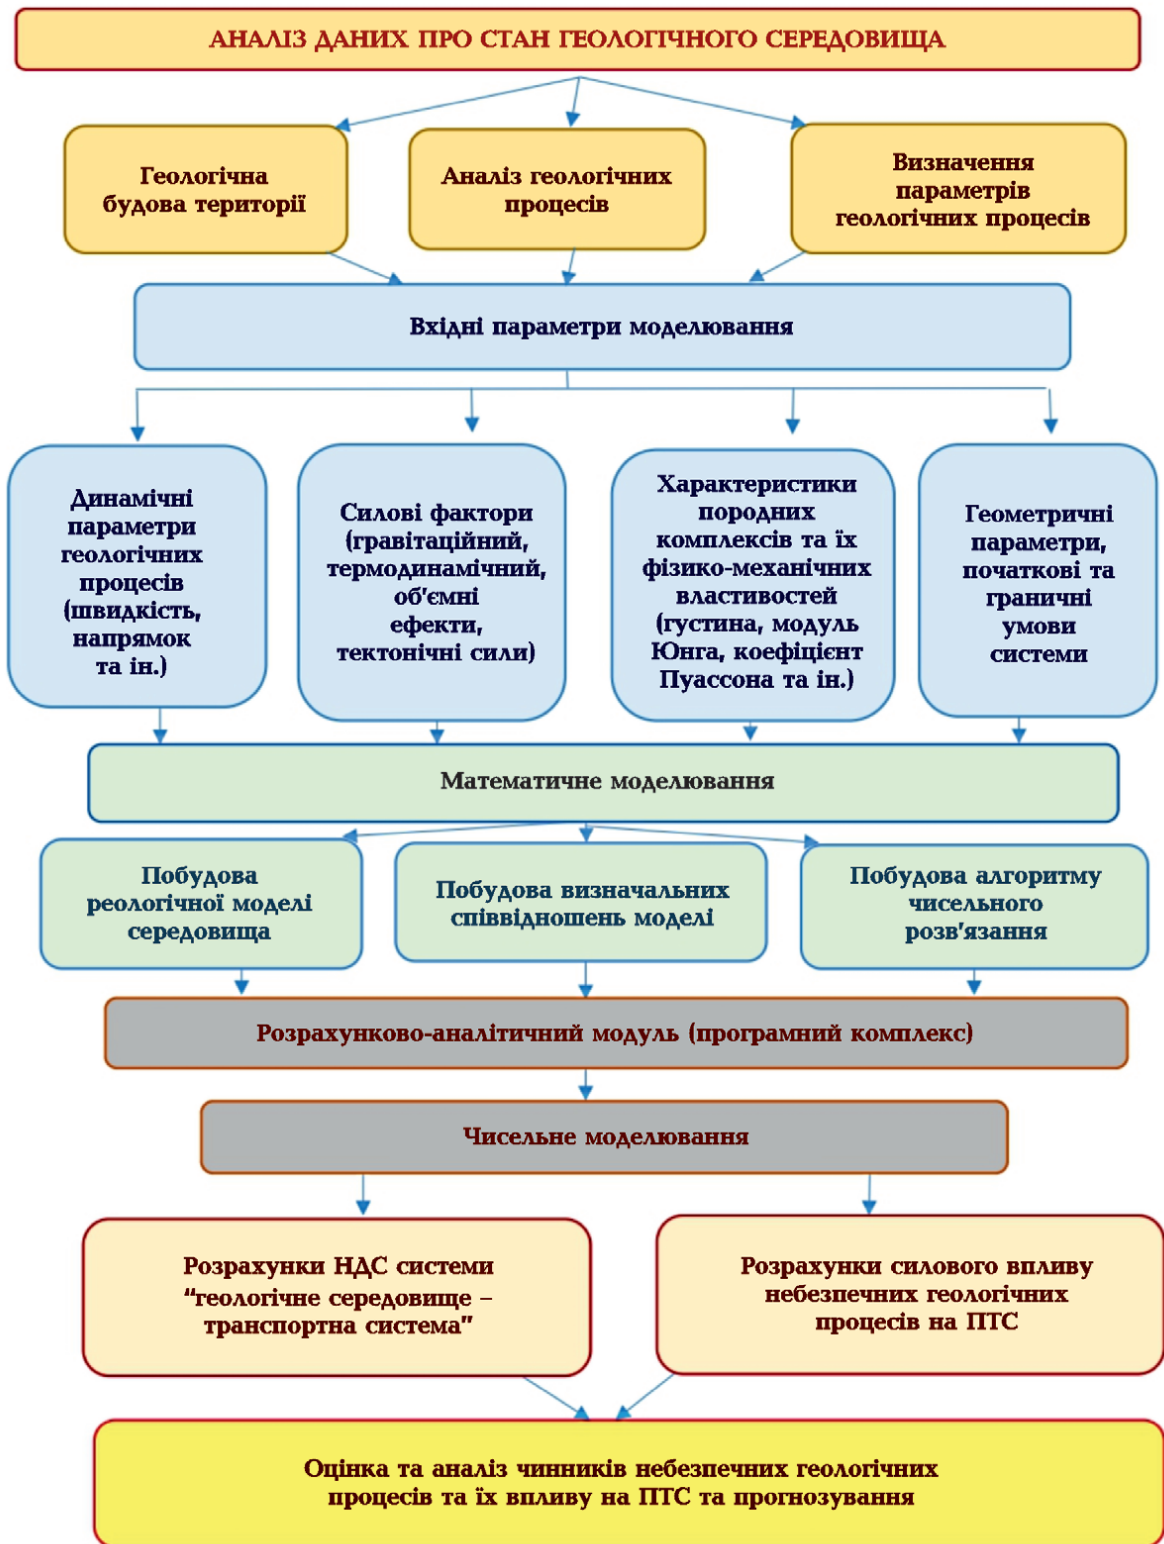 АНАЛІЗ ДАНИХ ПРО СТАН ГЕОЛОГІЧНОГО СЕРЕДОВИЩА
Геологічна
будова території
Аналіз геологічних
процесів
Визначення
параметрів
геологічних процесів
Вхідні параметри моделювання
Динамічні
параметри
геологічних
процесів
(швидкість,
напрямок
та ін.)
Силові фактори
(гравітаційний,
термодинамічний,
об'ємні
ефекти,
тектонічні сили)
Характеристики
породних
комплексів та їх
фізико-механічних
властивостей
(густина, модуль
Юнга, коефіцієнт
Пуассона та ін.)
Геометричні
параметри,
початкові та
граничні
умови
системи
Математичне моделювання
Побудова
реологічної моделі
середовища
Побудова визначальних
співвідношень моделі
Побудова алгоритму
чисельного
розв'язання
Розрахунково-аналітичний модуль (програмний комплекс)
Чисельне моделювання
Розрахунки НДС системи
“геологічне середовище –
транспортна система”
Розрахунки силового впливу
небезпечних геологічних
процесів на ПТС
Оцінка та аналіз чинників небезпечних геологічних
процесів та їх впливу на ПТС та прогнозування